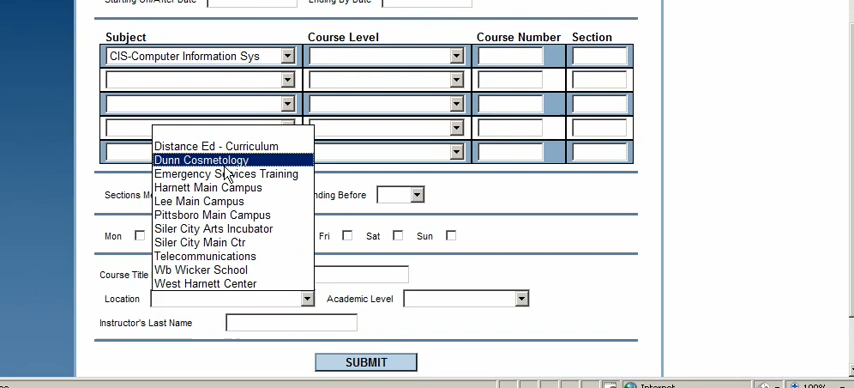 Starting On/After Date Ending By Date
Subject Course Level Course Number Section
CIS-Computer Information Sys
Distance Ed - Curriculum
Dunn Cosmetology
Emergency Services Training
Harnett Main Campus
Lee Main Campus
Pittsboro Main Campus
Siler City Arts Incubator
Siler City Main Ctr
Telecommunications
Wb Wicker School
West Harnett Center
Sections Before
Mon Fri Sat Sun
Course Title
Location Academic Level
Instructor's Last Name
SUBMIT
Internet 100%